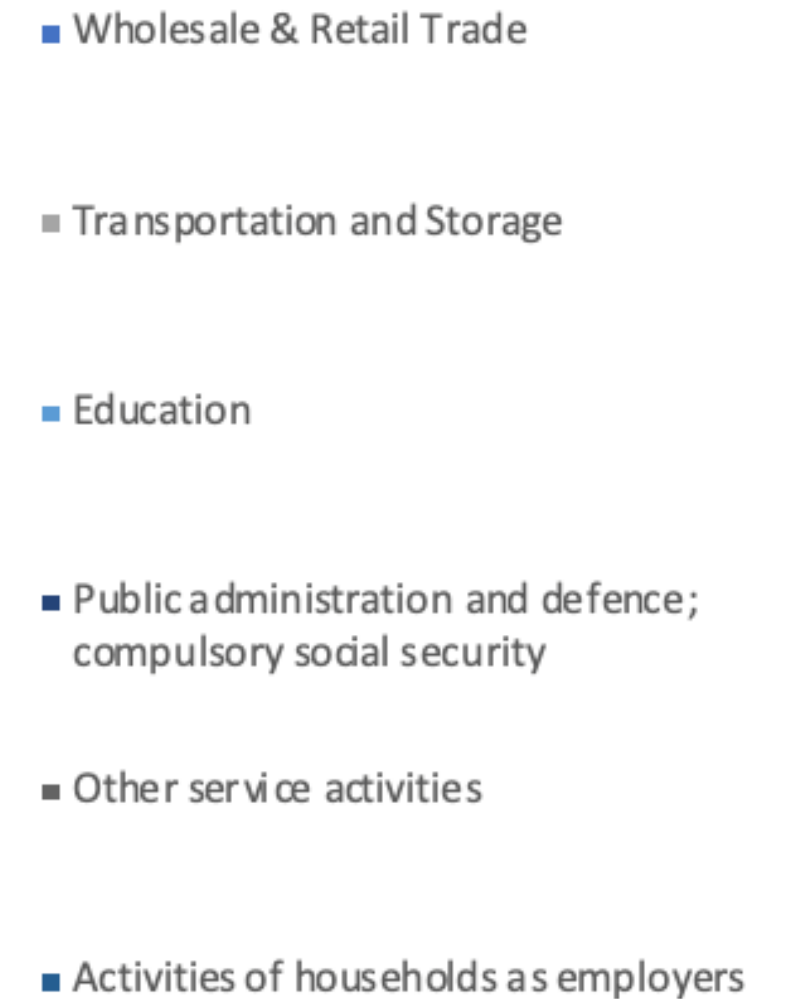 Wholesale & Retail Trade
Transportation and Storage
Education
Public administration and defence;
compulsory social security
Other service activities
Activities of households as employers